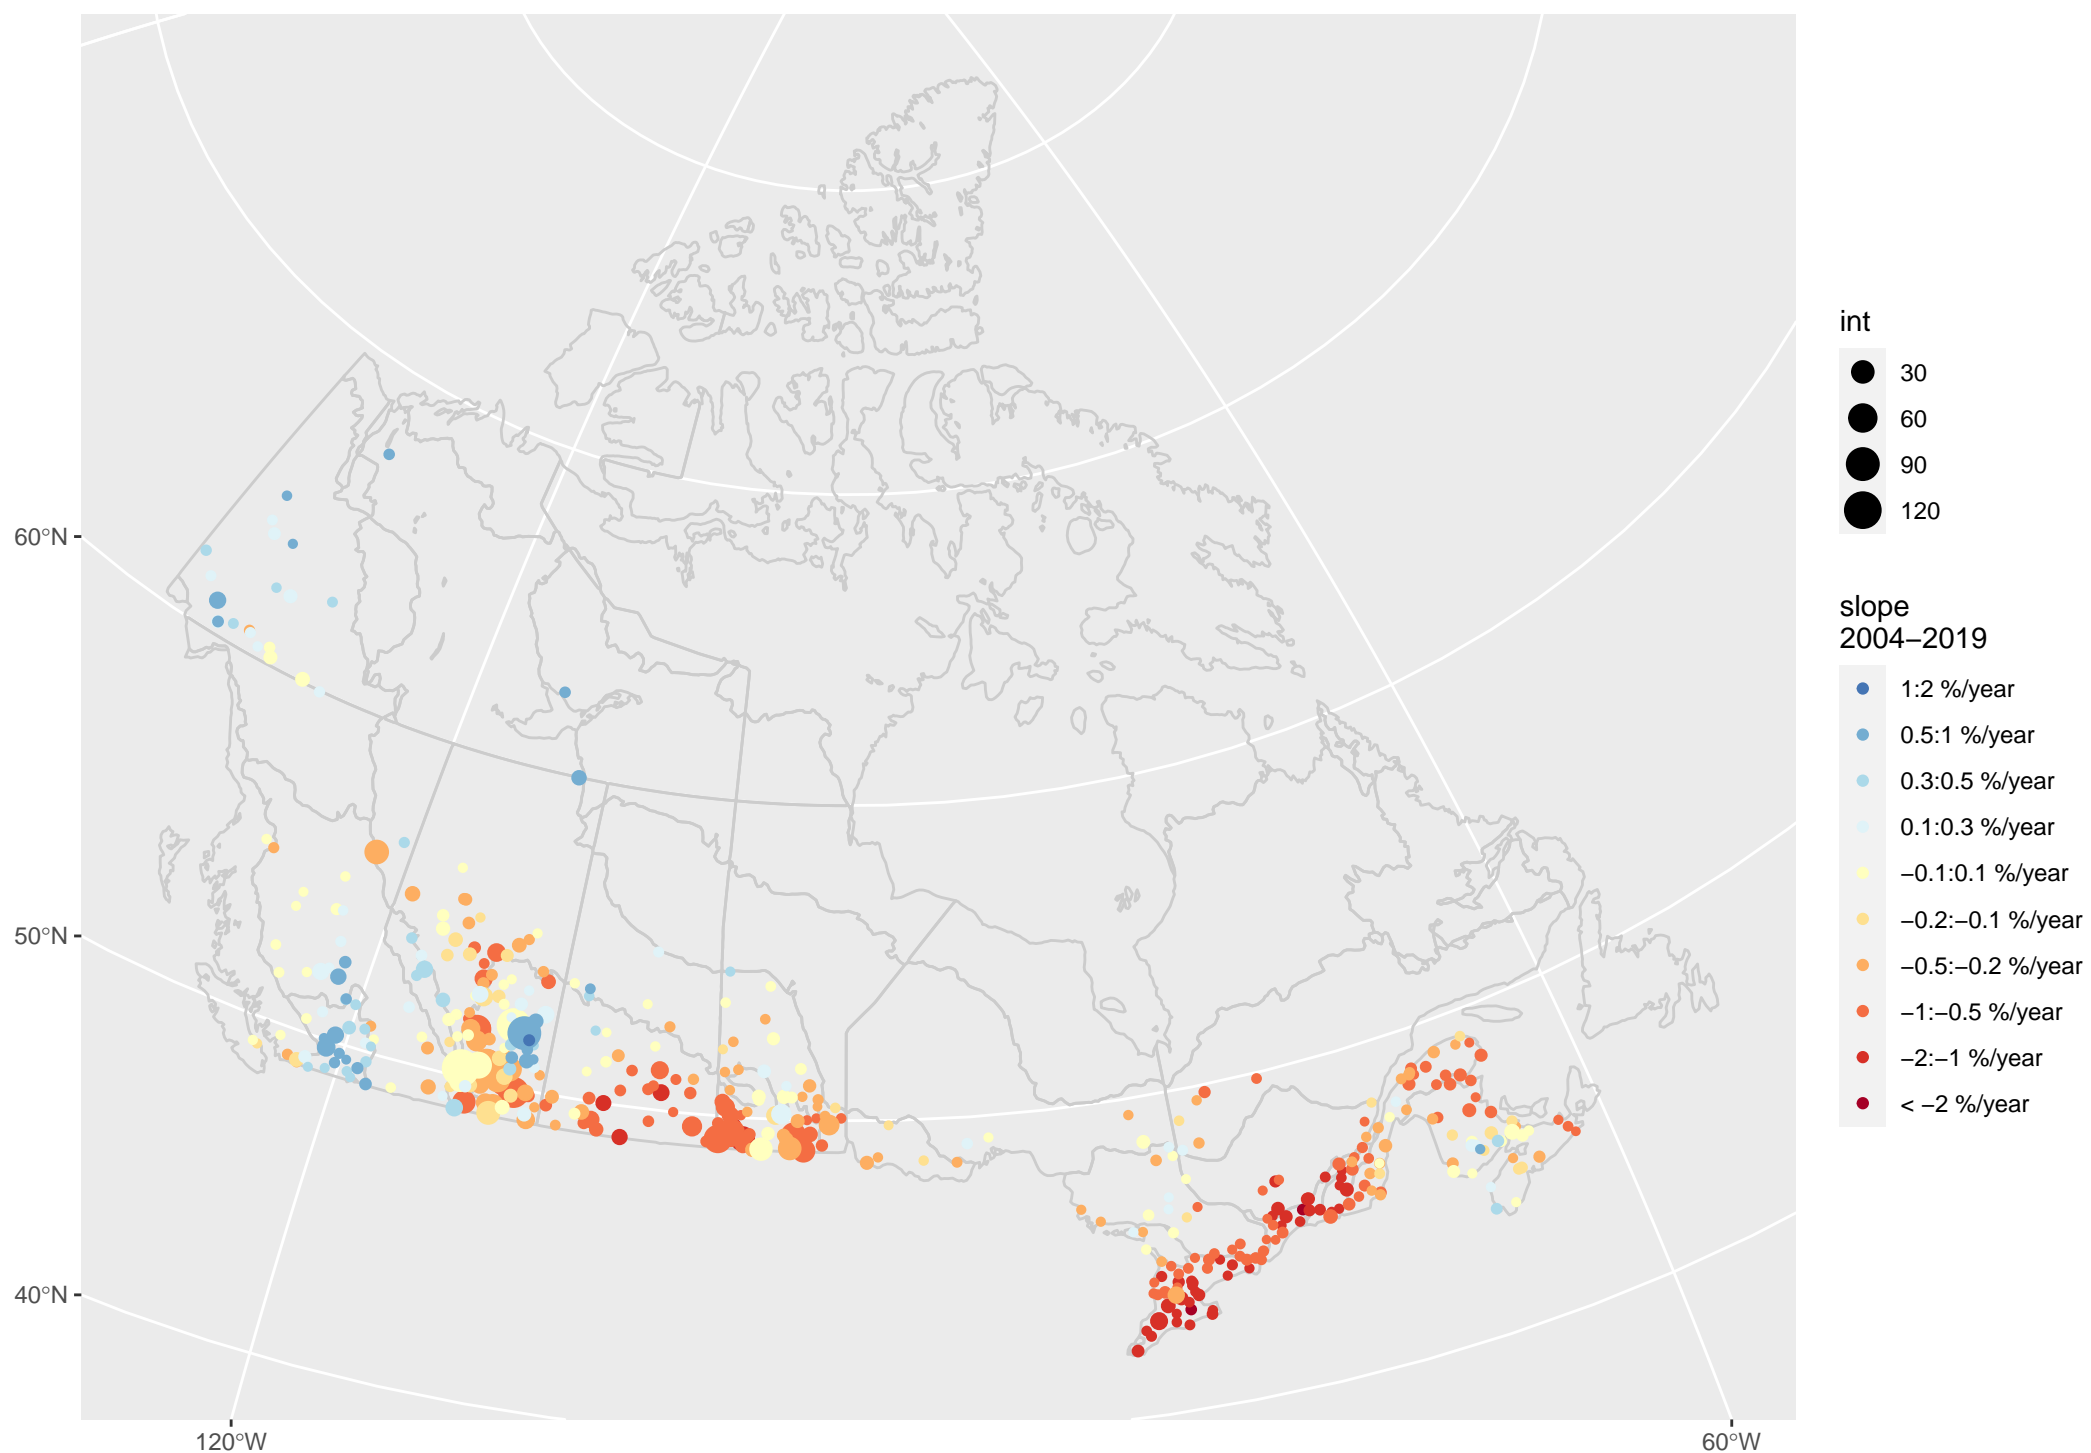 60°N
50°N
40°N
120°W
60°W
int
30
60
90
120
slope
2004−2019
1:2 %/year
0.5:1 %/year
0.3:0.5 %/year
0.1:0.3 %/year
−0.1:0.1 %/year
−0.2:−0.1 %/year
−0.5:−0.2 %/year
−1:−0.5 %/year
−2:−1 %/year
< −2 %/year